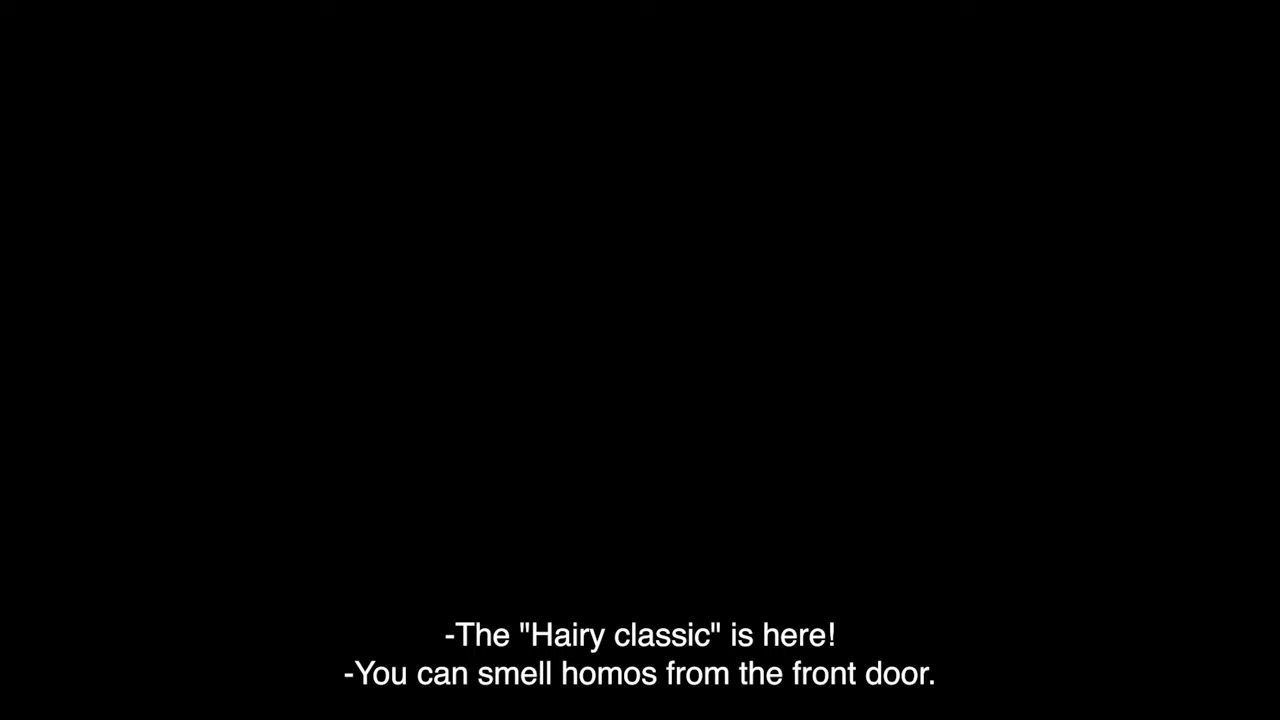 -The "Hairy classic" is here!
-You can smell homos from the front door.